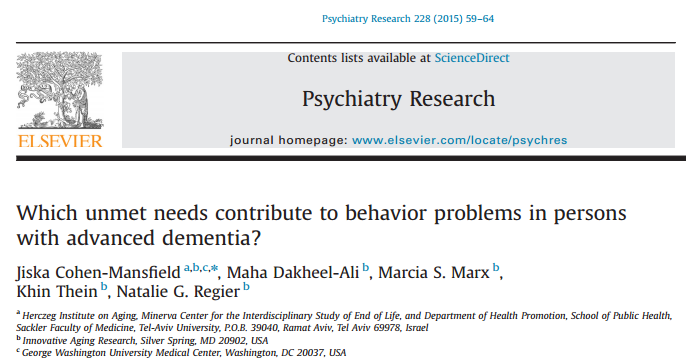 Psychiatry Research 228 (2015) 59–64
Contents lists available at ScienceDirect
Psychiatry Research
journal homepage: www.elsevier.com/locate/psychres
ELSEVIER
Which unmet needs contribute to behavior problems in persons
with advanced dementia?
Jiska Cohen-Mansfield a,b,c,*, Maha Dakheel-Ali b, Marcia S. Marx b,
Khin Thein b, Natalie G. Regier b
a Herczeg Institute on Aging, Minerva Center for the Interdisciplinary Study of End of Life, and Department of Health Promotion, School of Public Health,
Sackler Faculty of Medicine, Tel-Aviv University, P.O.B. 39040, Ramat Aviv, Tel Aviv 69978, Israel
b Innovative Aging Research, Silver Spring, MD 20902, USA
c George Washington University Medical Center, Washington, DC 20037, USA